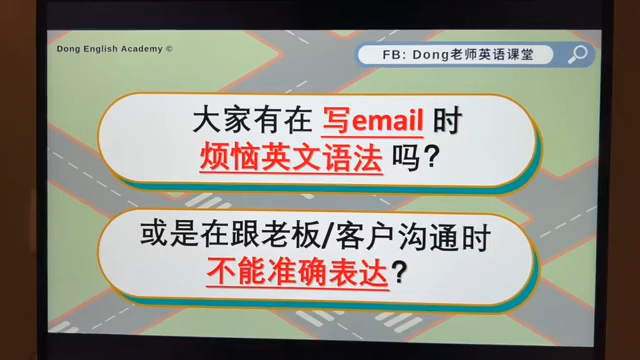 Dong English Academy ©
FB: Dong老师英语课堂
大家有在 写email 时
烦恼英文语法 吗?
或是在跟老板/客户沟通时
不能准确表达?